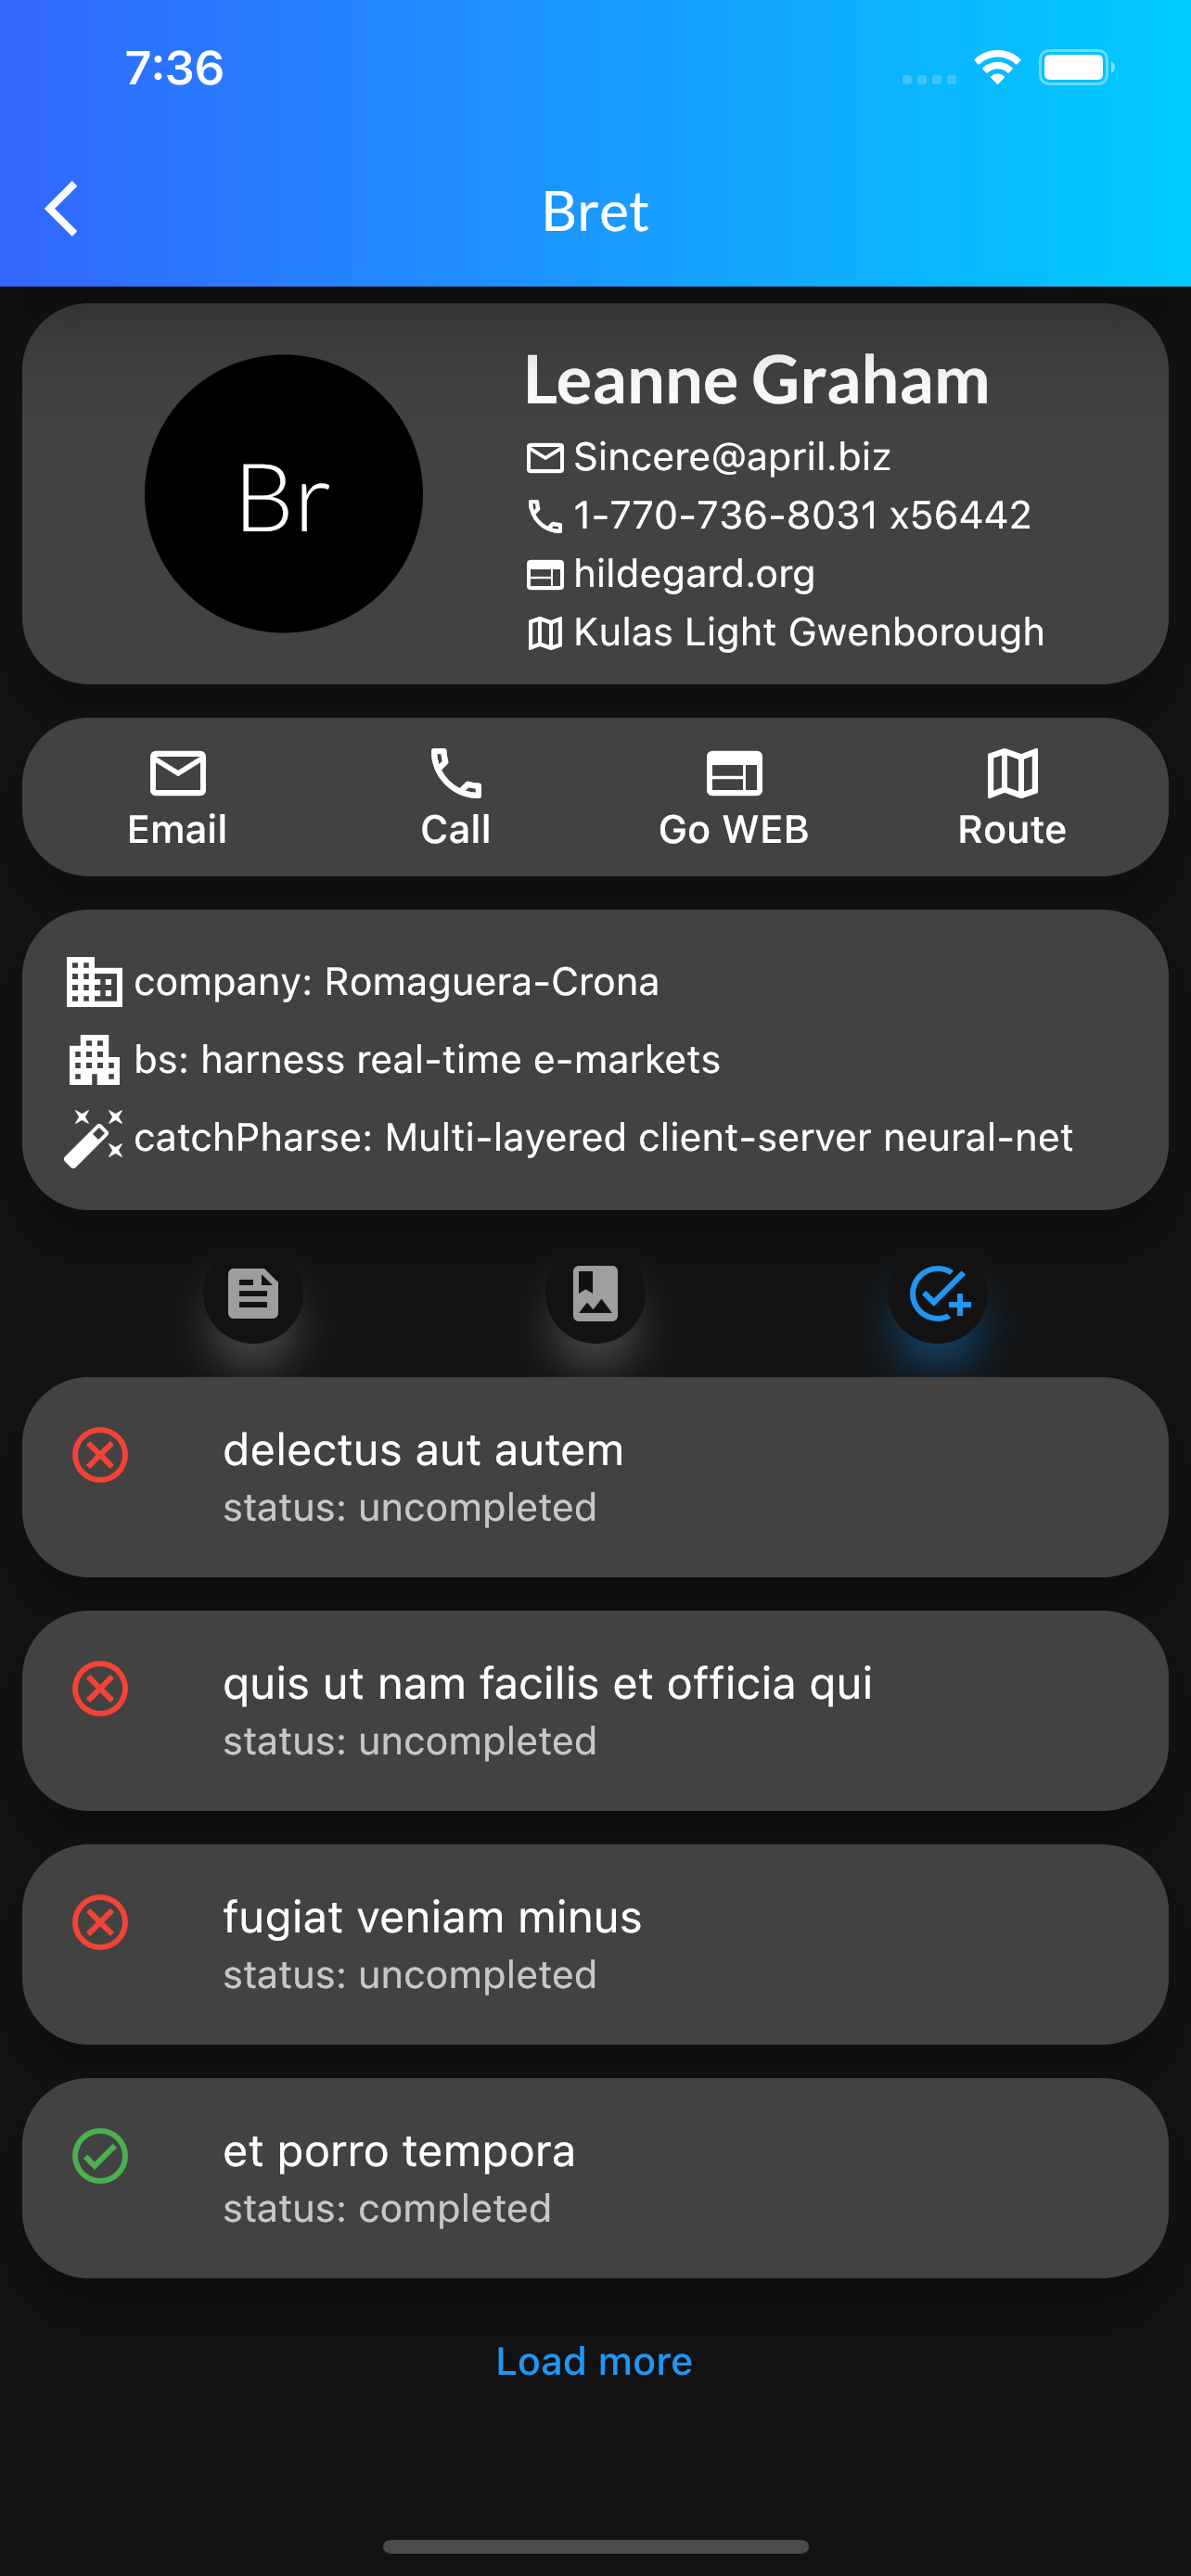 7:36
Bret
Br
Leanne Graham
Sincere@april.biz
1-770-736-8031 x56442
hildegard.org
Kulas Light Gwenborough
Email
Call
Go WEB
Route
company: Romaguera-Crona
bs: harness real-time e-markets
catchPharse: Multi-layered client-server neural-net
delectus aut autem
status: uncompleted
quis ut nam facilis et officia qui
status: uncompleted
fugiat veniam minus
status: uncompleted
et porro tempora
status: completed
Load more